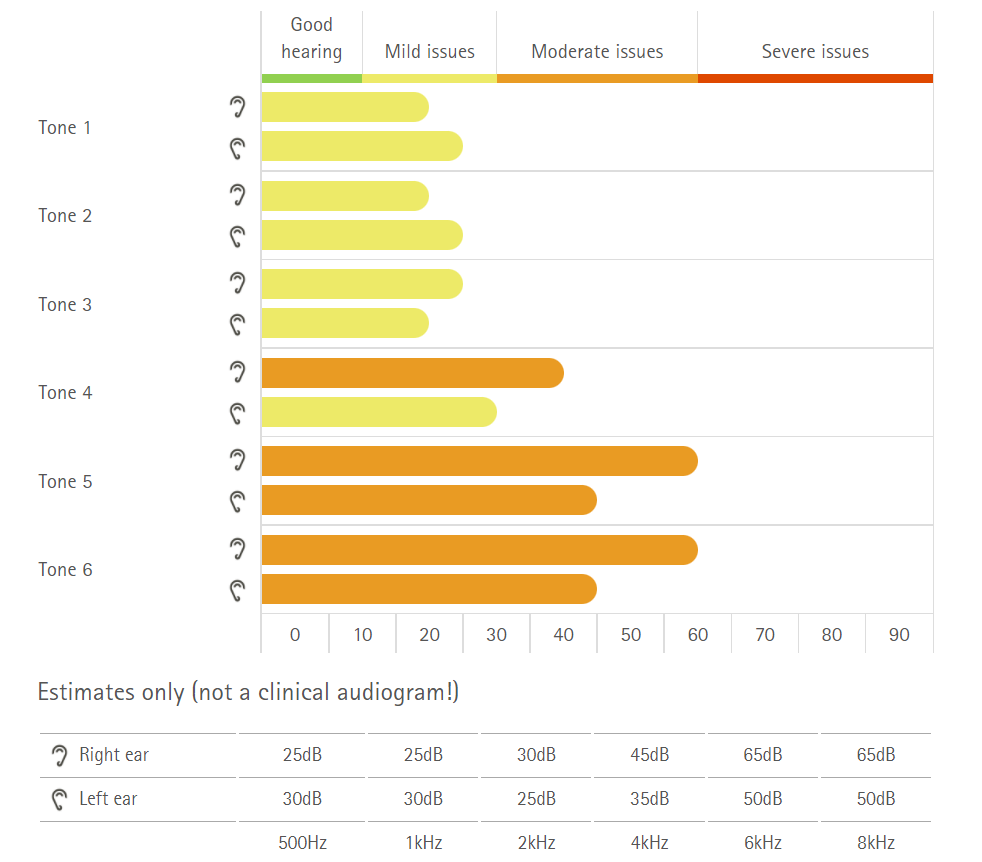 Good
hearing
Mild issues
Moderate issues
Severe issues
Tone 1
Tone 2
Tone 3
Tone 4
Tone 5
Tone 6
0 10 20 30 40 50 60 70 80 90
Estimates only (not a clinical audiogram!)
Right ear 25dB 25dB 30dB 45dB 65dB 65dB
Left ear 30dB 30dB 25dB 35dB 50dB 50dB
500Hz 1kHz 2kHz 4kHz 6kHz 8kHz